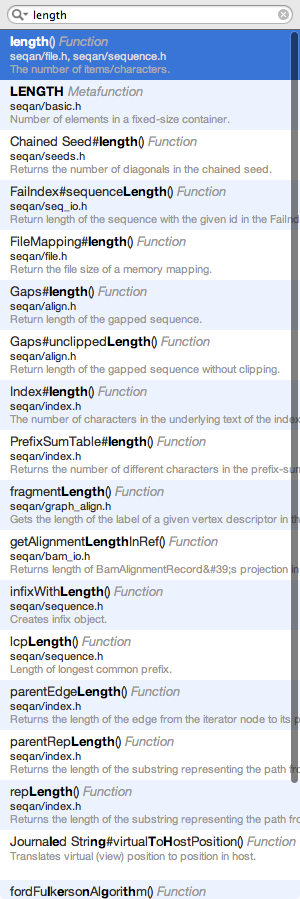 length
length() Function
seqan/file.h, seqan/sequence.h
The number of items/characters.
LENGTH Metafunction
seqan/basic.h
Number of elements in a fixed-size container.
Chained Seed#length() Function
seqan/seeds.h
Returns the number of diagonals in the chained seed.
FaiIndex#sequenceLength() Function
seqan/seq_io.h
Return length of the sequence with the given id in the FaiInd
FileMapping#length() Function
seqan/file.h
Return the file size of a memory mapping.
Gaps#length() Function
seqan/align.h
Return length of the gapped sequence.
Gaps#unclippedLength() Function
seqan/align.h
Return length of the gapped sequence without clipping.
Index#length() Function
seqan/index.h
The number of characters in the underlying text of the index
PrefixSumTable#length() Function
seqan/index.h
Returns the number of different characters in the prefix-sum
fragmentLength() Function
seqan/graph_align.h
Gets the length of the label of a given vertex descriptor in th
getAlignmentLengthInRef() Function
seqan/bam_io.h
Returns length of BamAlignmentRecord&#39;s projection in
infixWithLength() Function
seqan/sequence.h
Creates infix object.
lcpLength() Function
seqan/sequence.h
Length of longest common prefix.
parentEdgeLength() Function
seqan/index.h
Returns the length of the edge from the iterator node to its p
parentRepLength() Function
seqan/index.h
Returns the length of the substring representing the path fro
repLength() Function
seqan/index.h
Returns the length of the substring representing the path fro
Journaled String#virtualToHostPosition() Function
Translates virtual (view) position to position in host.
fordFulkersonAlgorithm() Function